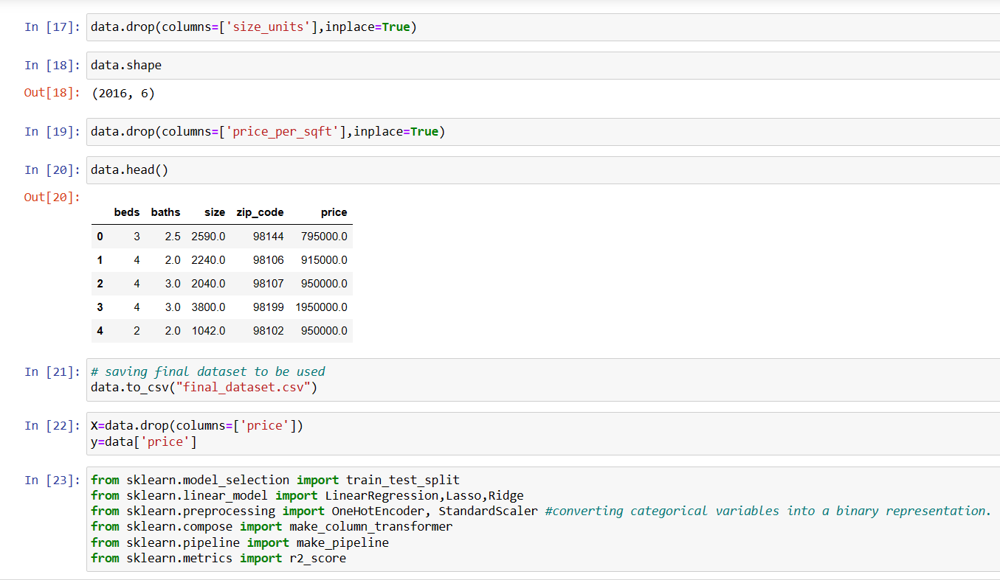 In [17]: data.drop(columns=['size_units'],inplace=True)
In [18]: data.shape
Out[18]: (2016, 6)
In [19]: data.drop(columns=['price_per_sqft'],inplace=True)
In [20]: data.head()
Out[20]:
beds baths size zip_code price
0 3 2.5 2590.0 98144 795000.0
1 4 2.0 2240.0 98106 915000.0
2 4 3.0 2040.0 98107 950000.0
3 4 3.0 3800.0 98199 1950000.0
4 2 2.0 1042.0 98102 950000.0
In [21]: # saving final dataset to be used
data.to_csv("final_dataset.csv")
In [22]: X=data.drop(columns=['price'])
y=data['price']
In [23]: from sklearn.model_selection import train_test_split
from sklearn.linear_model import LinearRegression,Lasso,Ridge
from sklearn.preprocessing import OneHotEncoder, StandardScaler #converting categorical variables into a binary representation.
from sklearn.compose import make_column_transformer
from sklearn.pipeline import make_pipeline
from sklearn.metrics import r2_score